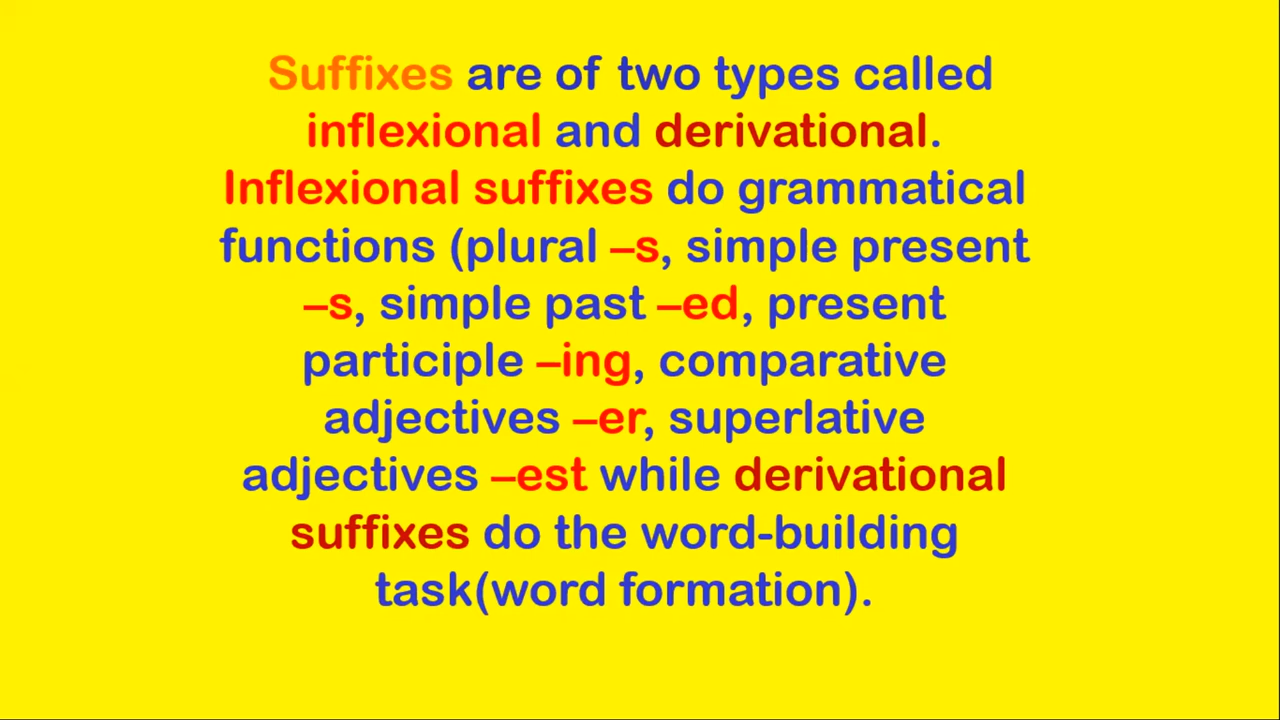 Suffixes are of two types called
inflexional and derivational.
Inflexional suffixes do grammatical
functions (plural –s, simple present
–s, simple past –ed, present
participle –ing, comparative
adjectives –er, superlative
adjectives –est while derivational
suffixes do the word-building
task(word formation).